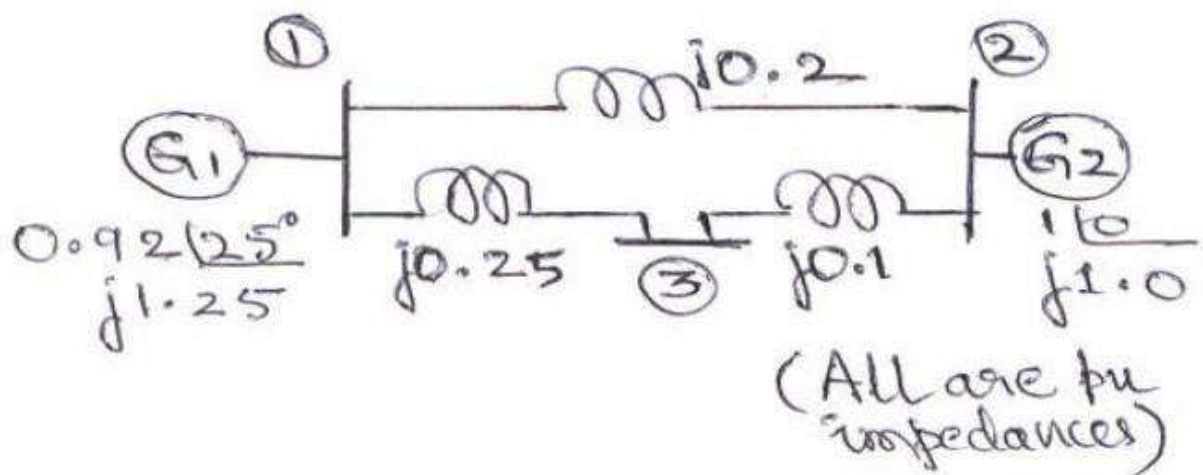 ① j0.2 ②
G1 G2
0.92∠25° j0.25 ③ j0.1 1∠0
j1.25 j1.0
(All are pu
impedances)